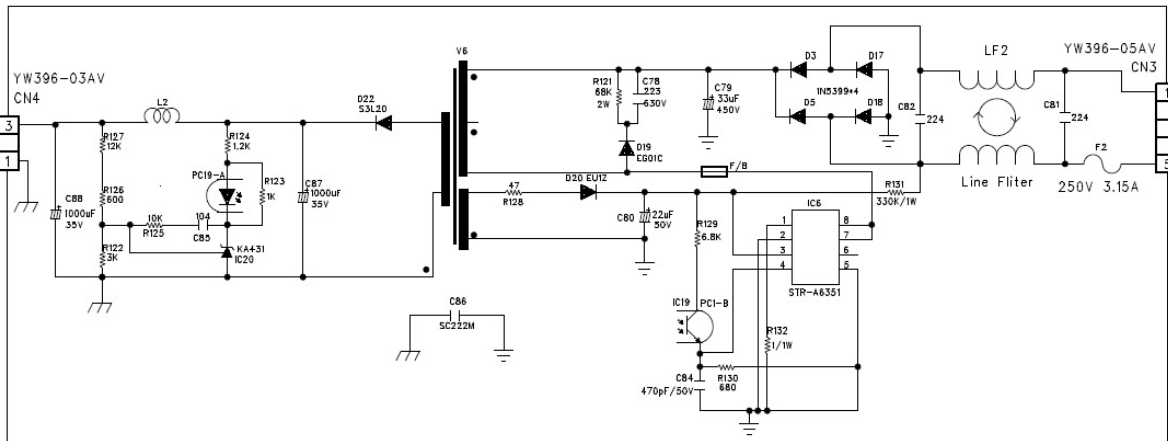 YW396-03AV
CN4
3
1
L2
D22
S3L20
R127
12K
R124
1.2K
PC19-A
R123
1K
C87
1000uF
35V
C88
1000uF
35V
R126
600
10K
R125
104
C85
R122
3K
KA431
IC20
V6
R121
68K
2W
C78
223
630V
C79
33uF
450V
D19
EG01C
D3
D17
1N5399*4
D5
D18
C82
224
LF2
YW396-05AV
CN3
1
C81
224
Line Fliter
F2
250V 3.15A
5
F/B
47
R128
D20 EU1Z
C80
22uF
50V
R131
330K/1W
R129
6.8K
IC6
1
2
3
4
8
7
6
5
STR-A6351
IC19
PC1-B
R132
1/1W
C84
470pF/50V
R130
680
C86
SC222M